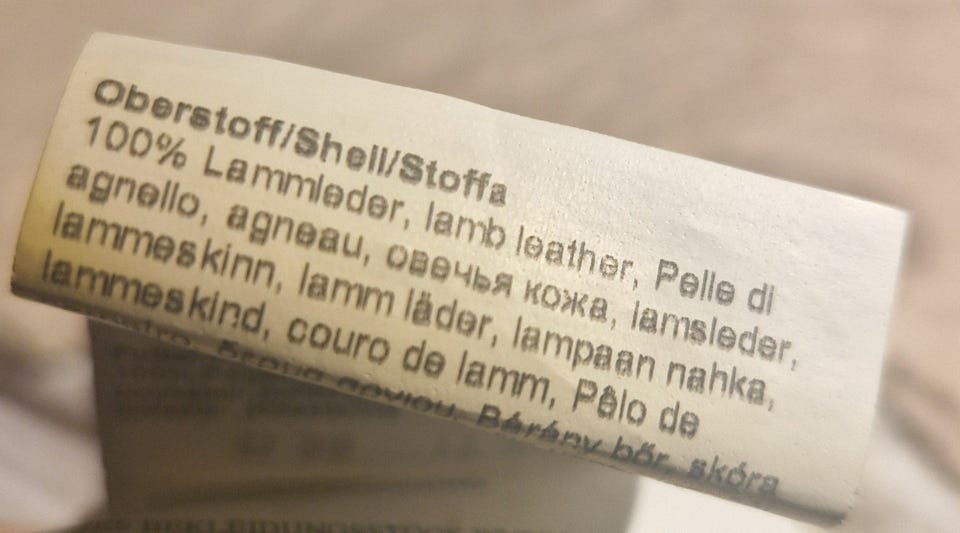 Oberstoff/Shell/Stoffa
100% Lammleder, lamb leather, Pelle di
agnello, agneau, овечья кожа, lamsleder,
lammeskinn, lamm läder, lampaan nahka,
lammeskind, couro de lamm, Pêlo de
Bérány bőr, skóra